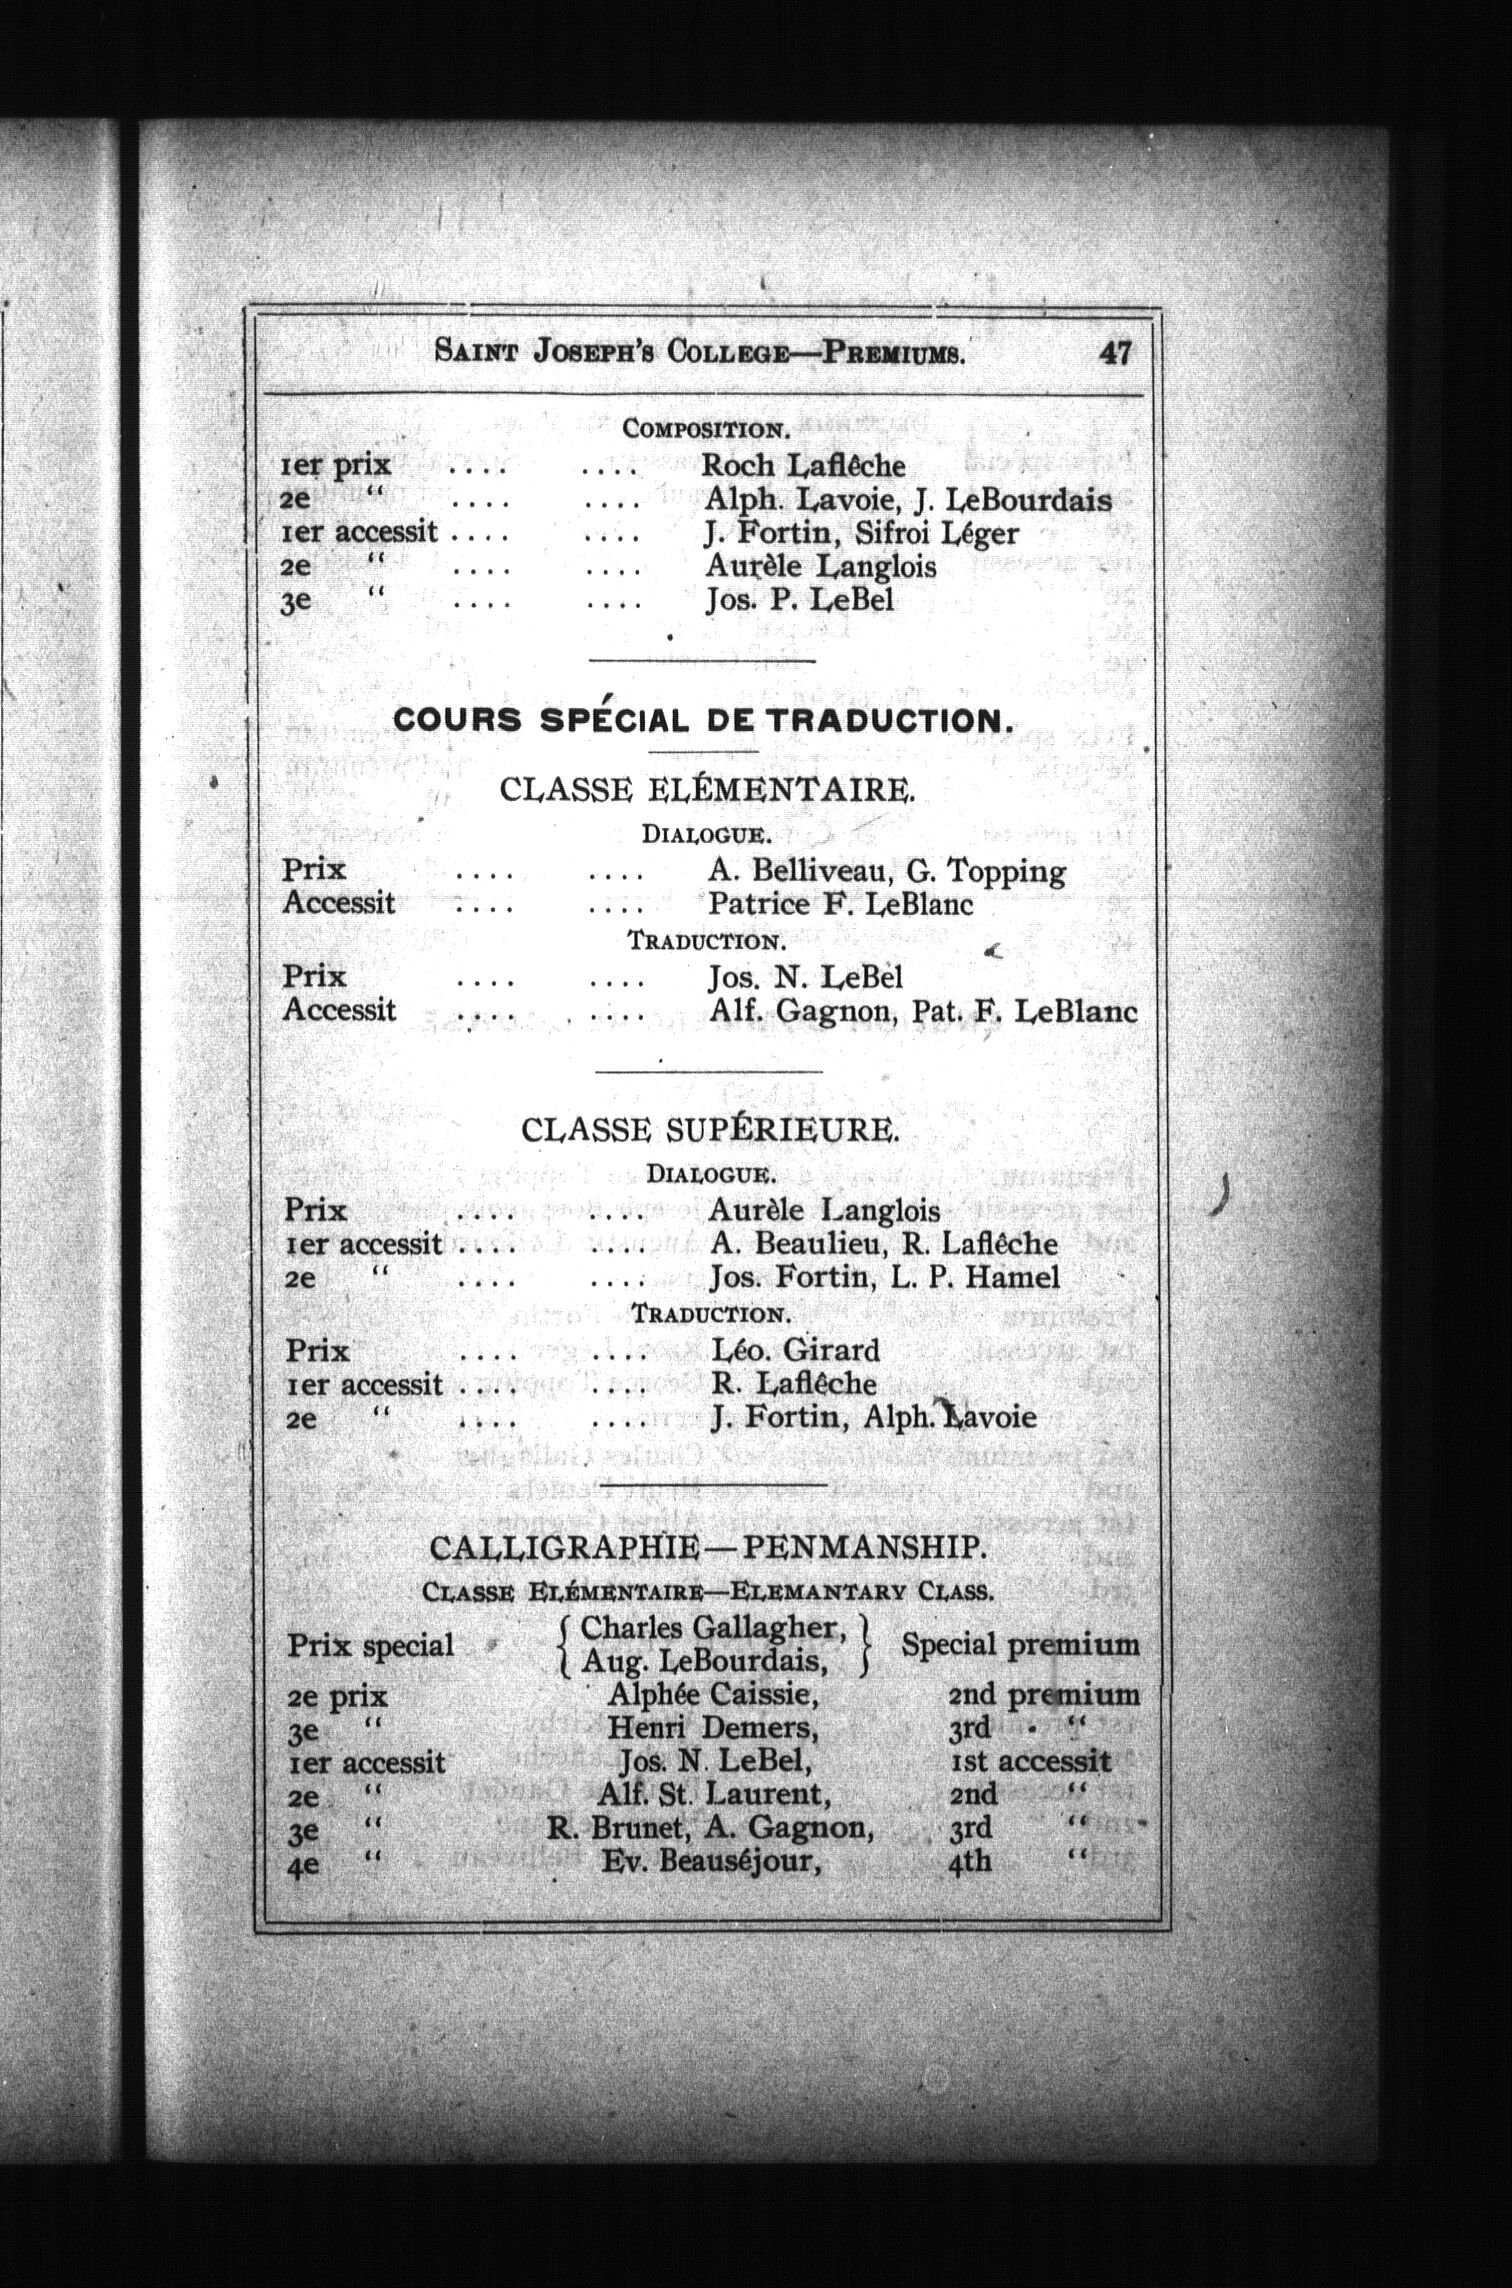 SAINT JOSEPH'S COLLEGE—PREMIUMS. 47
COMPOSITION.
1er prix .... .... Roch Laflêche
2e " .... .... Alph. Lavoie, J. LeBourdais
1er accessit .... .... J. Fortin, Sifroi Léger
2e " .... .... Aurèle Langlois
3e " .... .... Jos. P. LeBel
COURS SPÉCIAL DE TRADUCTION.
CLASSE ELÉMENTAIRE.
DIALOGUE.
Prix .... .... A. Belliveau, G. Topping
Accessit .... .... Patrice F. LeBlanc
TRADUCTION.
Prix .... .... Jos. N. LeBel
Accessit .... .... Alf. Gagnon, Pat. F. LeBlanc
CLASSE SUPÉRIEURE.
DIALOGUE.
Prix .... .... Aurèle Langlois
1er accessit .... .... A. Beaulieu, R. Laflêche
2e " .... .... Jos. Fortin, L. P. Hamel
TRADUCTION.
Prix .... .... Léo. Girard
1er accessit .... .... R. Laflêche
2e " .... .... J. Fortin, Alph. Lavoie
CALLIGRAPHIE—PENMANSHIP.
CLASSE ELÉMENTAIRE—ELEMANTARY CLASS.
Prix special { Charles Gallagher, } Special premium
{ Aug. LeBourdais, }
2e prix Alphée Caissie, 2nd premium
3e " Henri Demers, 3rd "
1er accessit Jos. N. LeBel, 1st accessit
2e " Alf. St. Laurent, 2nd "
3e " R. Brunet, A. Gagnon, 3rd "
4e " Ev. Beauséjour, 4th "